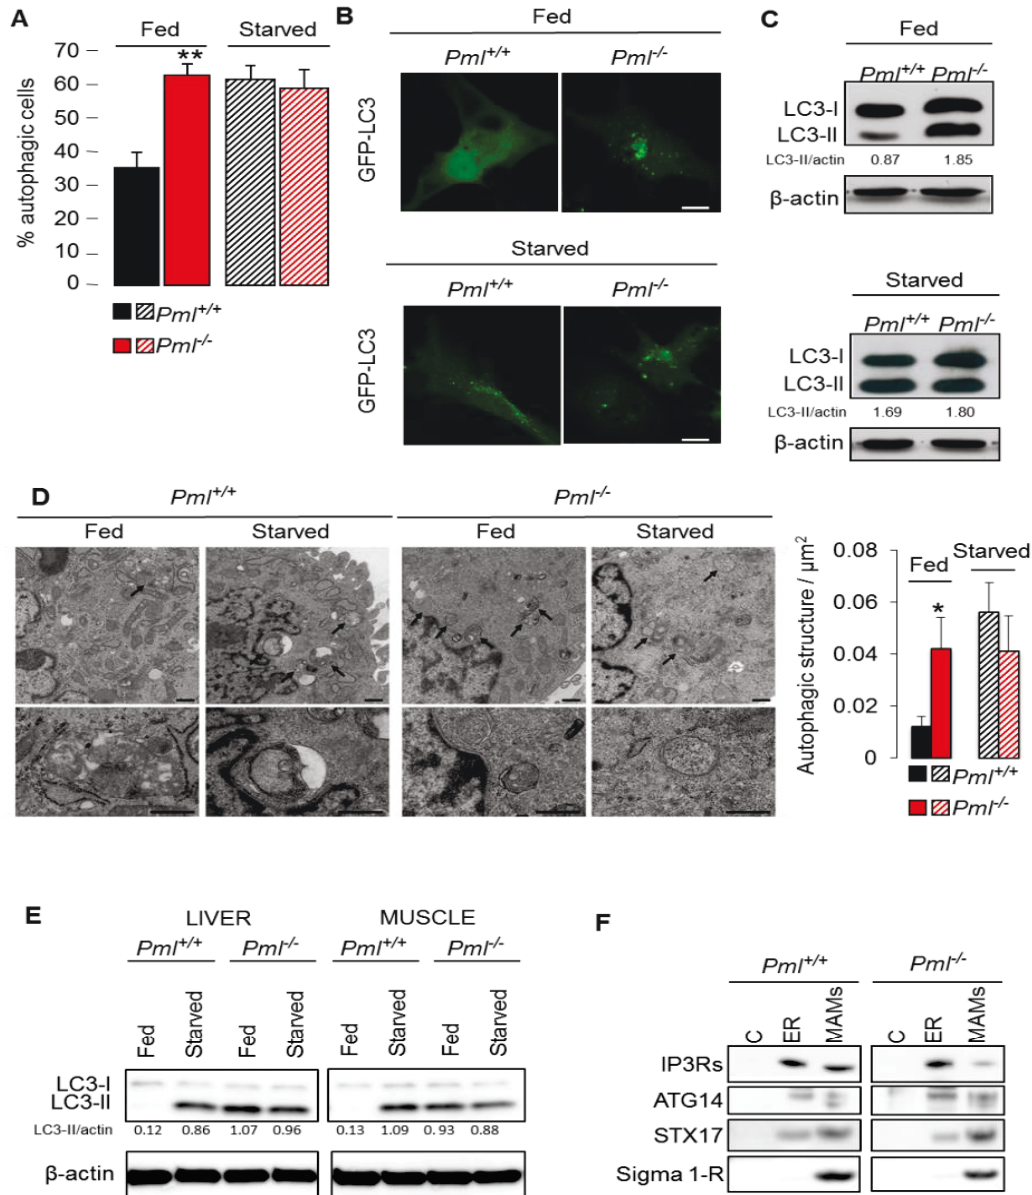 A
Fed Starved
**
% autophagic cells
70
60
50
40
30
20
10
0
Pml+/+
Pml-/-
B
Fed
Pml+/+ Pml-/-
GFP-LC3
Starved
Pml+/+ Pml-/-
GFP-LC3
C
Fed
Pml+/+ Pml-/-
LC3-I
LC3-II
LC3-II/actin 0.87 1.85
β-actin
Starved
Pml+/+ Pml-/-
LC3-I
LC3-II
LC3-II/actin 1.69 1.80
β-actin
D
Pml+/+ Pml-/-
Fed Starved Fed Starved
Autophagic structure / μm2
0.08
0.06
0.04
0.02
0
Fed Starved
*
Pml+/+
Pml-/-
E
LIVER MUSCLE
Pml+/+ Pml-/- Pml+/+ Pml-/-
Fed Starved Fed Starved Fed Starved Fed Starved
LC3-I
LC3-II
LC3-II/actin 0.12 0.86 1.07 0.96 0.13 1.09 0.93 0.88
β-actin
F
Pml+/+ Pml-/-
C ER MAMs C ER MAMs
IP3Rs
ATG14
STX17
Sigma 1-R